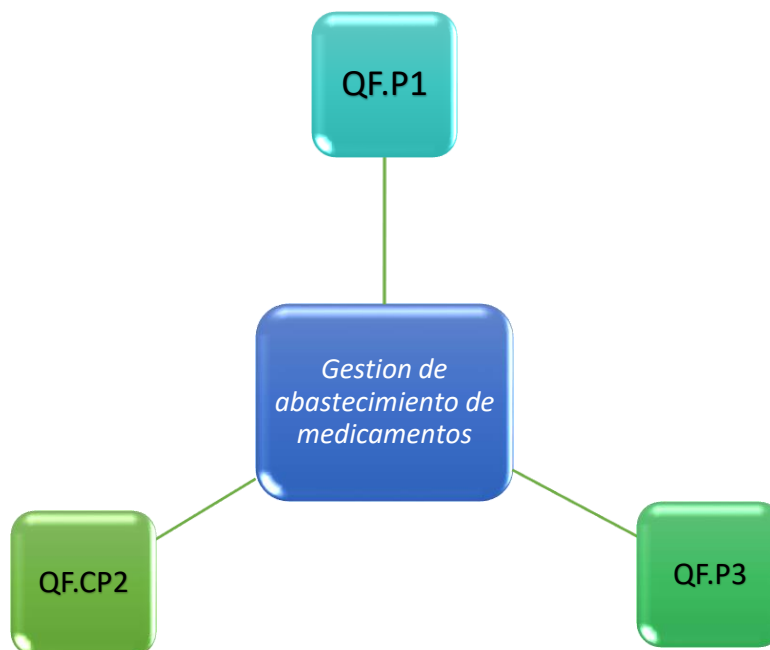 QF.P1
Gestion de
abastecimiento de
medicamentos
QF.CP2
QF.P3